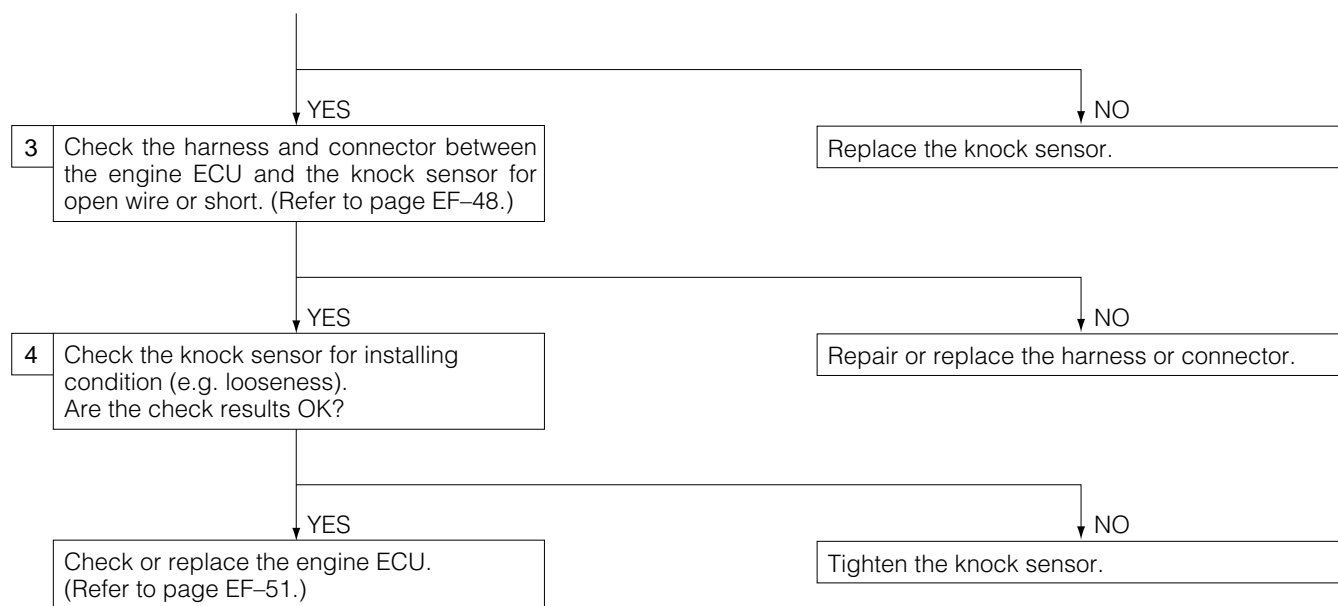 YES
NO
3
Check the harness and connector between
the engine ECU and the knock sensor for
open wire or short. (Refer to page EF–48.)
Replace the knock sensor.
YES
NO
4
Check the knock sensor for installing
condition (e.g. looseness).
Are the check results OK?
Repair or replace the harness or connector.
YES
NO
Check or replace the engine ECU.
(Refer to page EF–51.)
Tighten the knock sensor.